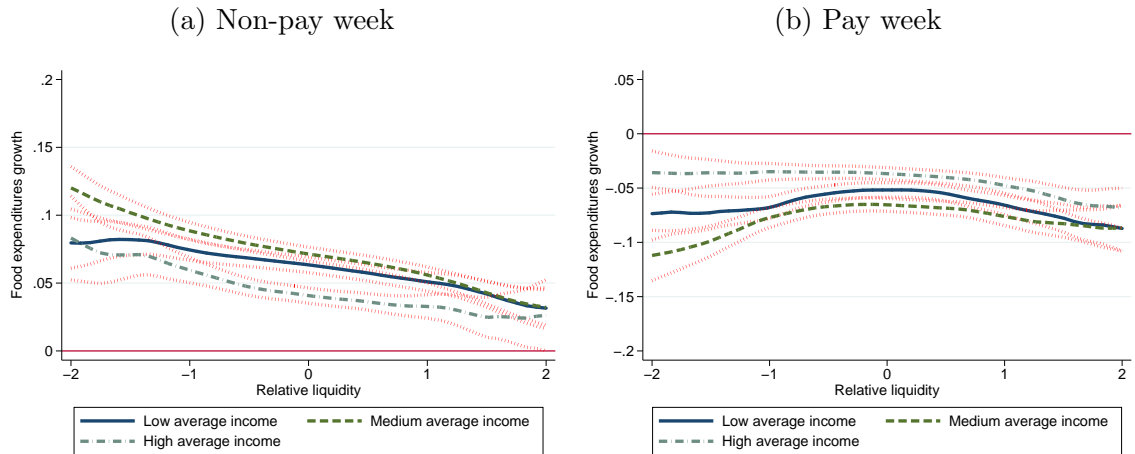 (a) Non-pay week
.2
.15
.1
.05
0
Food expenditures growth
−2
−1
0
1
2
Relative liquidity
Low average income
Medium average income
High average income
(b) Pay week
.05
0
−.05
−.1
−.15
−.2
Food expenditures growth
−2
−1
0
1
2
Relative liquidity
Low average income
Medium average income
High average income